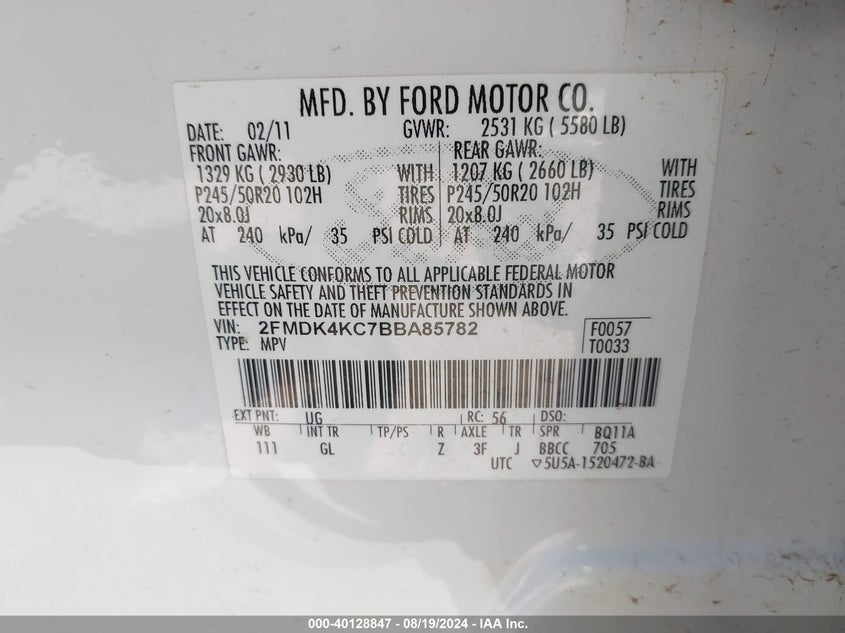 MFD. BY FORD MOTOR CO.
DATE: 02/11 GVWR: 2531 KG ( 5580 LB)
FRONT GAWR: REAR GAWR:
1329 KG ( 2930 LB) WITH 1207 KG ( 2660 LB) WITH
P245/50R20 102H TIRES P245/50R20 102H TIRES
20x8.0J RIMS 20x8.0J RIMS
AT 240 kPa/ 35 PSI COLD AT 240 kPa/ 35 PSI COLD
THIS VEHICLE CONFORMS TO ALL APPLICABLE FEDERAL MOTOR
VEHICLE SAFETY AND THEFT PREVENTION STANDARDS IN
EFFECT ON THE DATE OF MANUFACTURE SHOWN ABOVE.
VIN: 2FMDK4KC7BBA85782 F0057
TYPE: MPV T0033
EXT PNT: UG RC: 56 DSO:
WB INT TR TP/PS R AXLE TR SPR BQ11A
111 GL Z 3F J BBCC 705
UTC ▽5U5A-1520472-BA
000-40128847 - 08/19/2024 - IAA Inc.